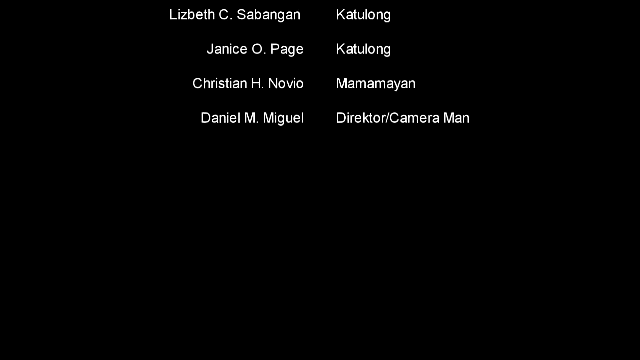 Lizbeth C. Sabangan Katulong
Janice O. Page Katulong
Christian H. Novio Mamamayan
Daniel M. Miguel Direktor/Camera Man